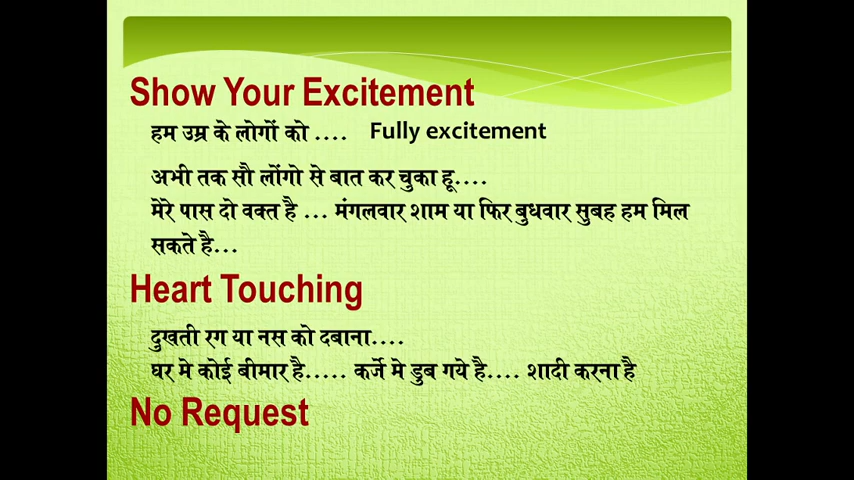 Show Your Excitement
हम उम्र के लोगों को .... Fully excitement
अभी तक सौ लोंगो से बात कर चुका हू....
मेरे पास दो वक्त है ... मंगलवार शाम या फिर बुधवार सुबह हम मिल
सकते है...
Heart Touching
दुखती रग या नस को दबाना....
घर मे कोई बीमार है..... कर्जे मे डुब गये है.... शादी करना है
No Request